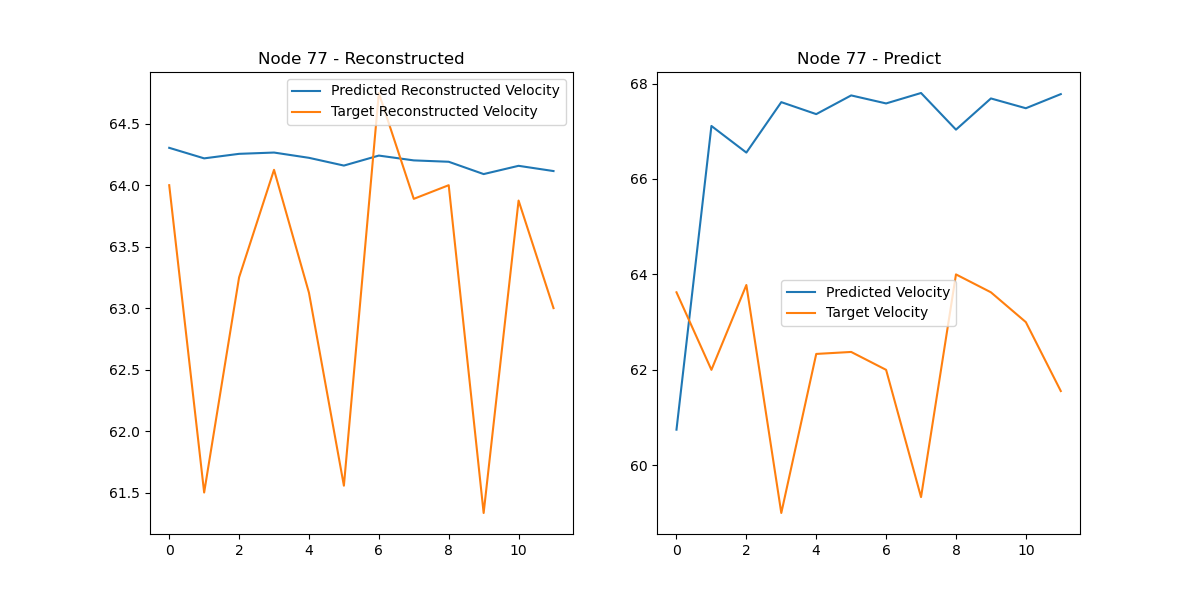 Node 77 - Reconstructed
Predicted Reconstructed Velocity
Target Reconstructed Velocity
64.5
64.0
63.5
63.0
62.5
62.0
61.5
0 2 4 6 8 10
Node 77 - Predict
68
66
64
62
60
Predicted Velocity
Target Velocity
0 2 4 6 8 10